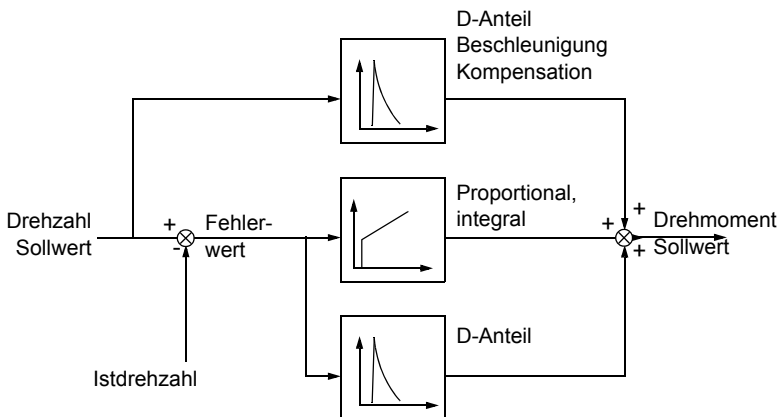 D-Anteil
Beschleunigung
Kompensation
Drehzahl
Sollwert
+
-
Fehler-
wert
Proportional,
integral
+
+
+
Drehmoment
Sollwert
Istdrehzahl
D-Anteil